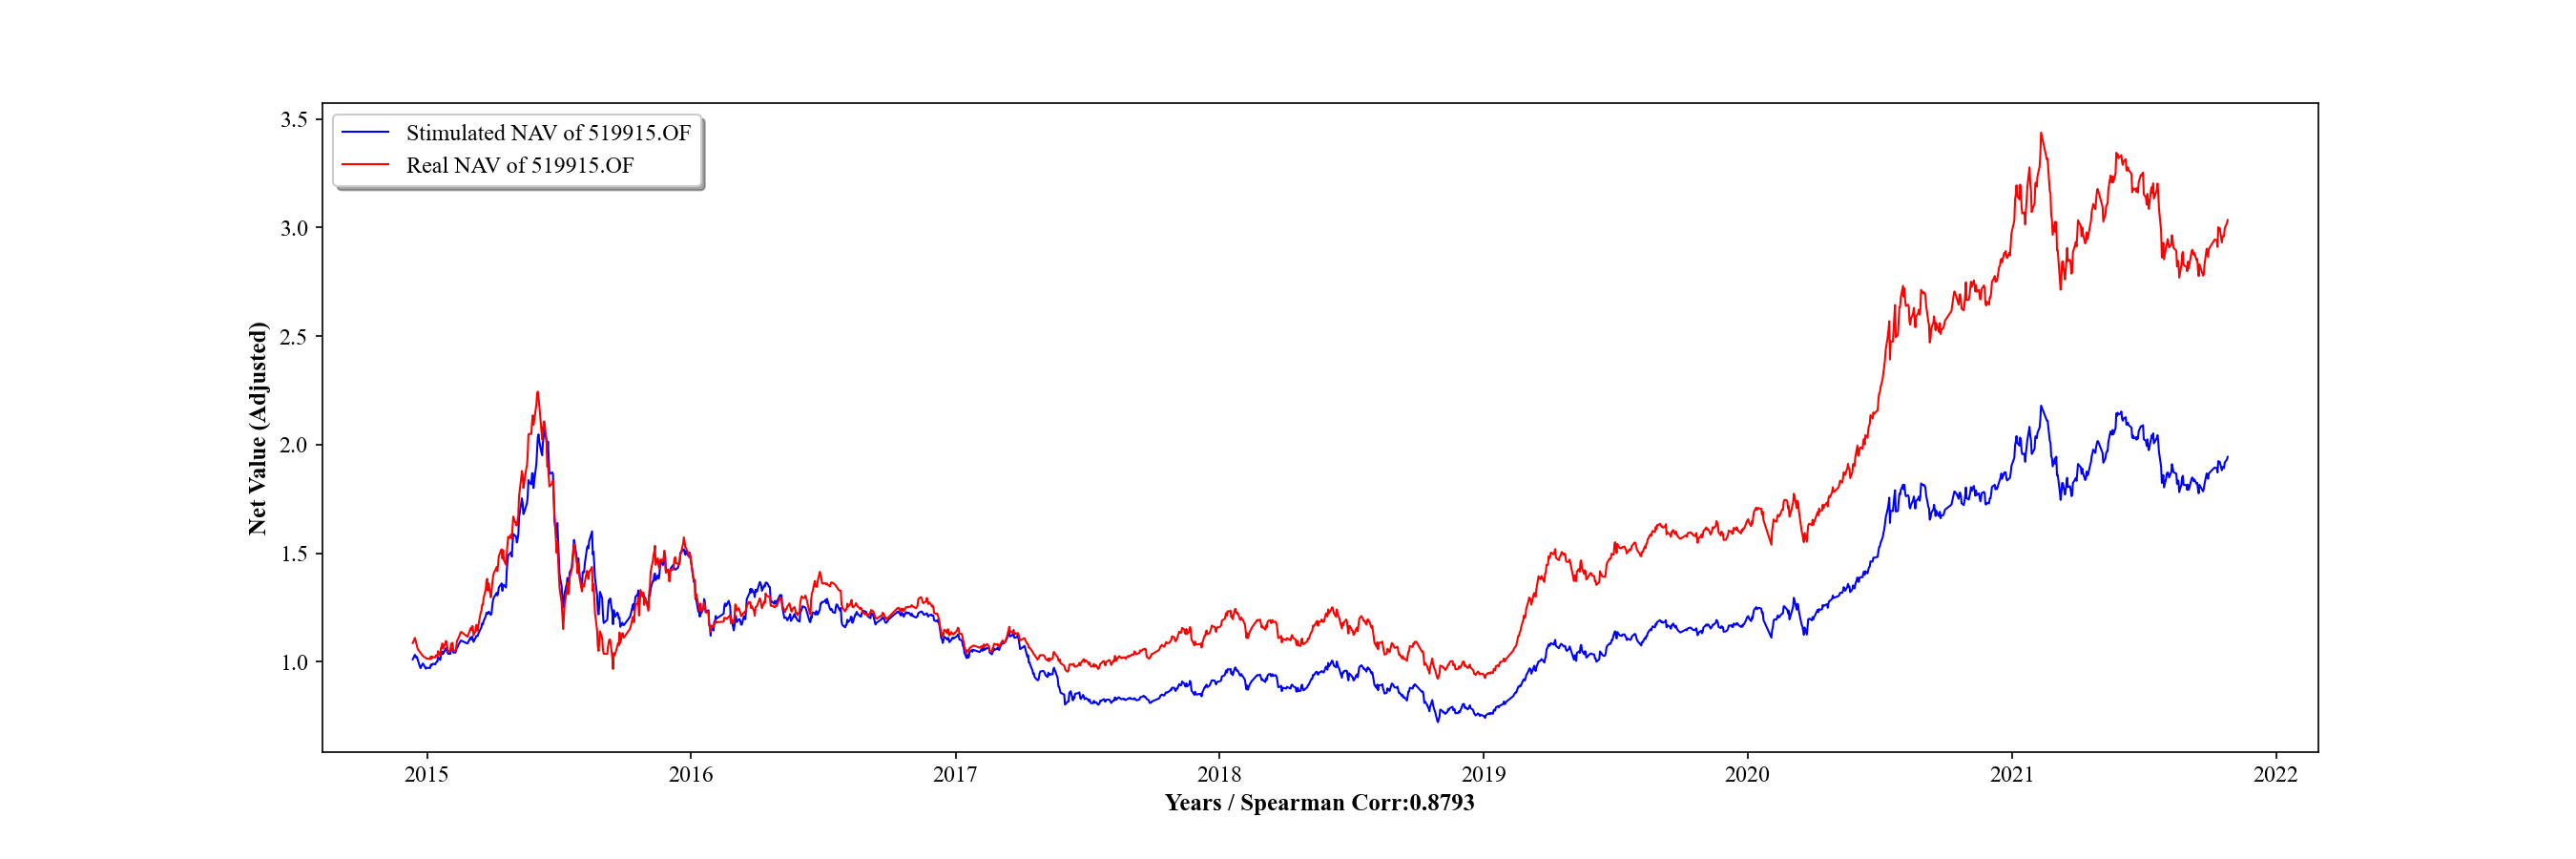 Stimulated NAV of 519915.OF
Real NAV of 519915.OF
3.5
3.0
2.5
2.0
1.5
1.0
Net Value (Adjusted)
2015 2016 2017 2018 2019 2020 2021 2022
Years / Spearman Corr:0.8793